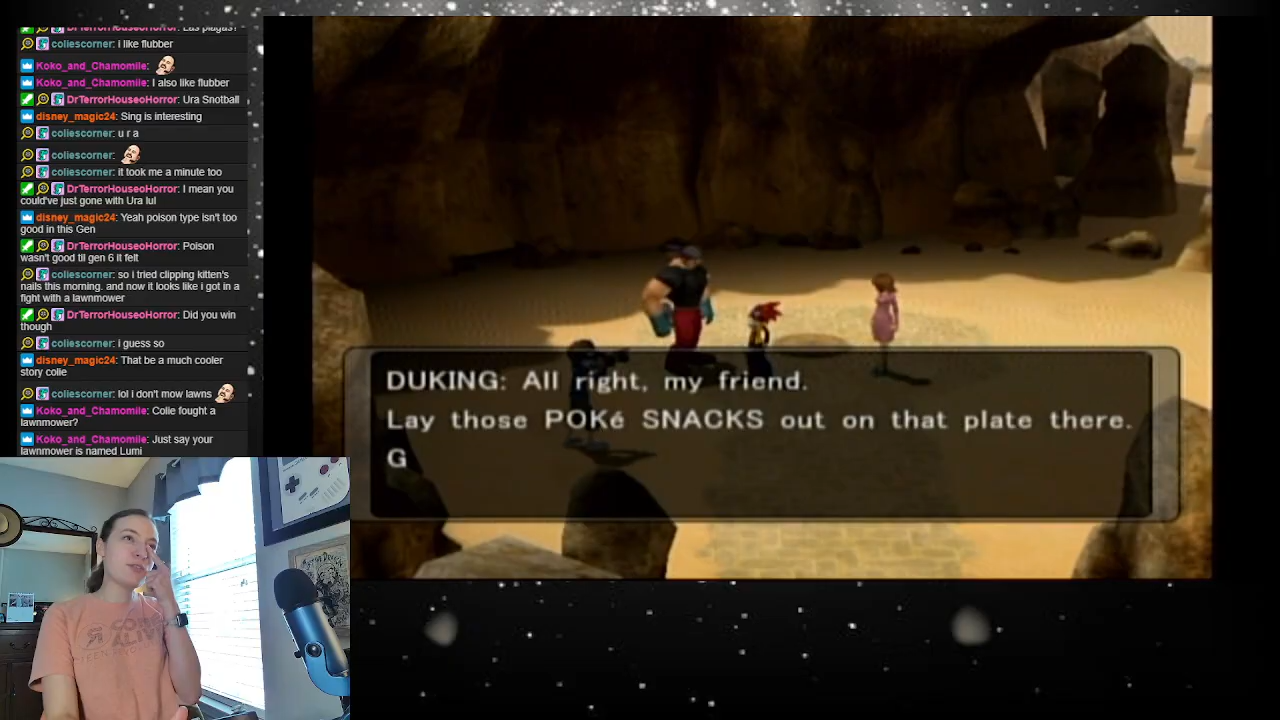 DrTerrorHouseoHorror: Las plagas?
coliescorner: i like flubber
Koko_and_Chamomile:
Koko_and_Chamomile: I also like flubber
DrTerrorHouseoHorror: Ura Snotball
disney_magic24: Sing is interesting
coliescorner: u r a
coliescorner:
coliescorner: it took me a minute too
DrTerrorHouseoHorror: I mean you
could've just gone with Ura lul
disney_magic24: Yeah poison type isn't too
good in this Gen
DrTerrorHouseoHorror: Poison
wasn't good til gen 6 it felt
coliescorner: so i tried clipping kitten's
nails this morning. and now it looks like i got in a
fight with a lawnmower
DrTerrorHouseoHorror: Did you win
though
coliescorner: i guess so
disney_magic24: That be a much cooler
story colie
coliescorner: lol i don't mow lawns
Koko_and_Chamomile: Colie fought a
lawnmower?
Koko_and_Chamomile: Just say your
lawnmower is named Lumi
DUKING: All right, my friend.
Lay those POKé SNACKS out on that plate there.
G